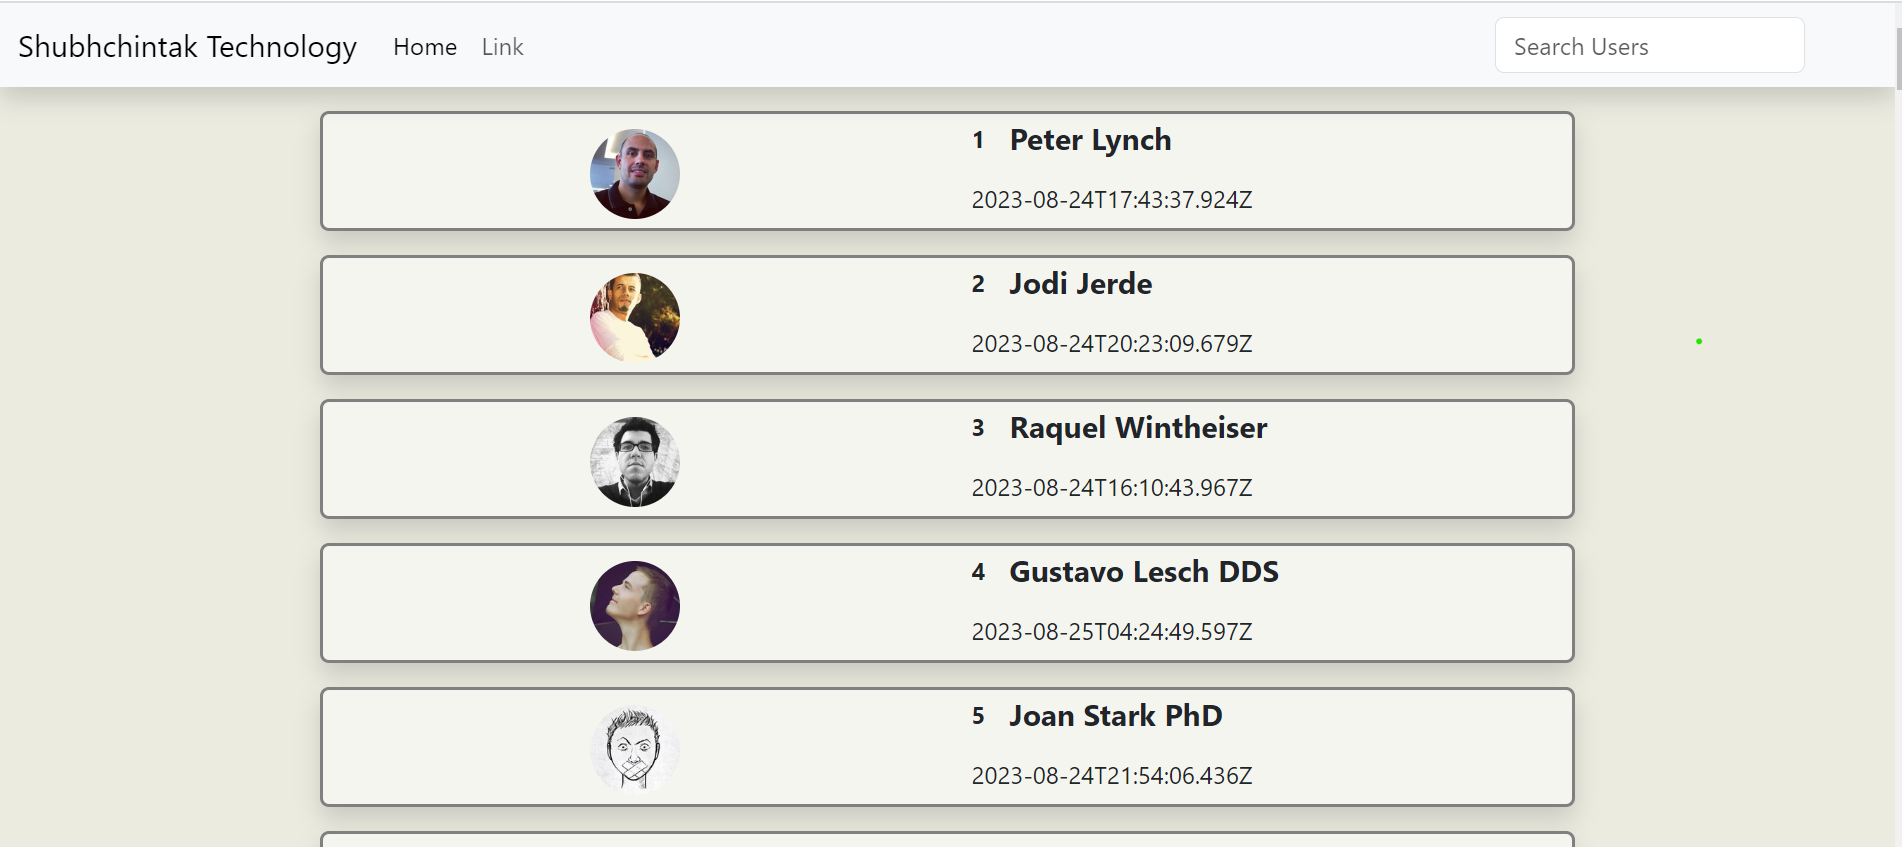 Shubhchintak Technology Home Link Search Users
1 Peter Lynch
2023-08-24T17:43:37.924Z
2 Jodi Jerde
2023-08-24T20:23:09.679Z
3 Raquel Wintheiser
2023-08-24T16:10:43.967Z
4 Gustavo Lesch DDS
2023-08-25T04:24:49.597Z
5 Joan Stark PhD
2023-08-24T21:54:06.436Z